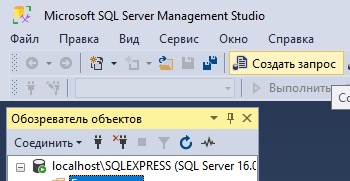 Microsoft SQL Server Management Studio
Файл Правка Вид Сервис Окно Справка
Создать запрос
Выполнить
Обозреватель объектов
Соединить
localhost\SQLEXPRESS (SQL Server 16.0